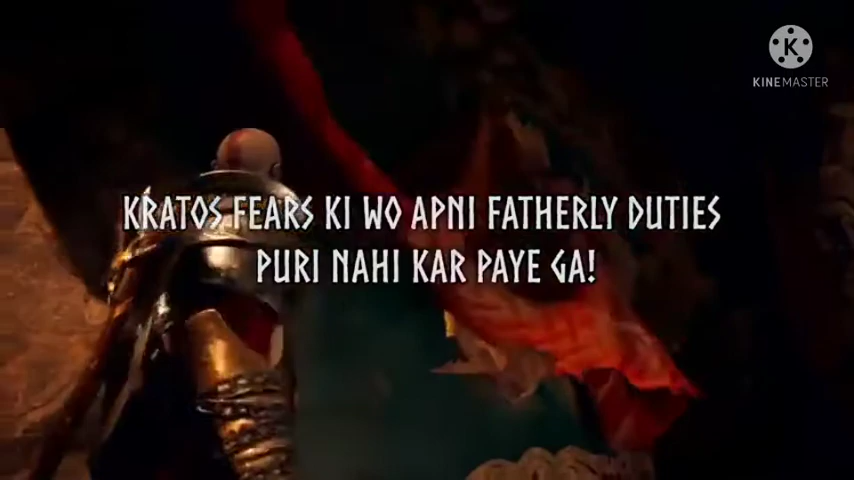 KINEMASTER
KRATOS FEARS KI WO APNI FATHERLY DUTIES
PURI NAHI KAR PAYE GA!